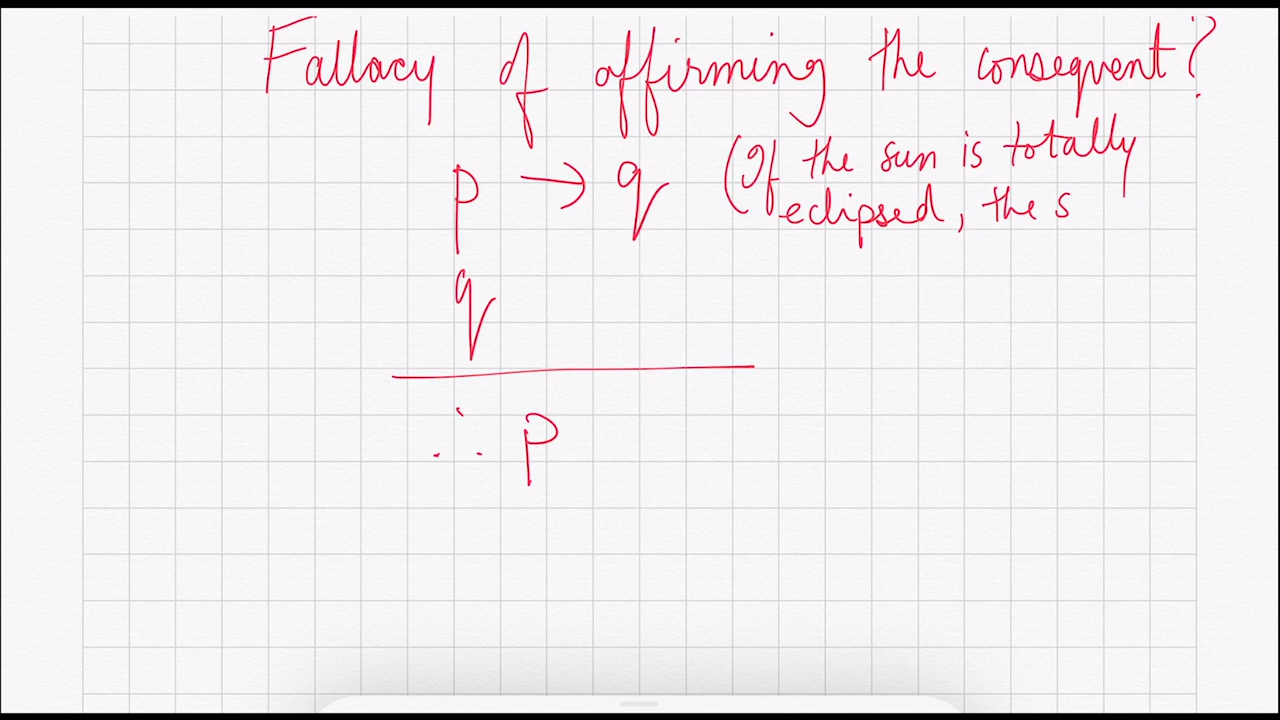 Fallacy of affirming the consequent?
p → q (If the sun is totally
eclipsed, the s
q
∴ p